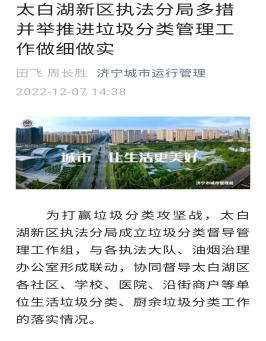 太白湖新区执法分局多措
并举推进垃圾分类管理工
作做细做实
田飞 周长胜 济宁城市运行管理
2022-12-07 14:38
城市 让生活更美好
济宁市城市管理局
为打赢垃圾分类攻坚战，太白
湖新区执法分局成立垃圾分类督导管
理工作组，与各执法大队、油烟治理
办公室形成联动，协同督导太白湖区
各社区、学校、医院、沿街商户等单
位生活垃圾分类、厨余垃圾分类工作
的落实情况。